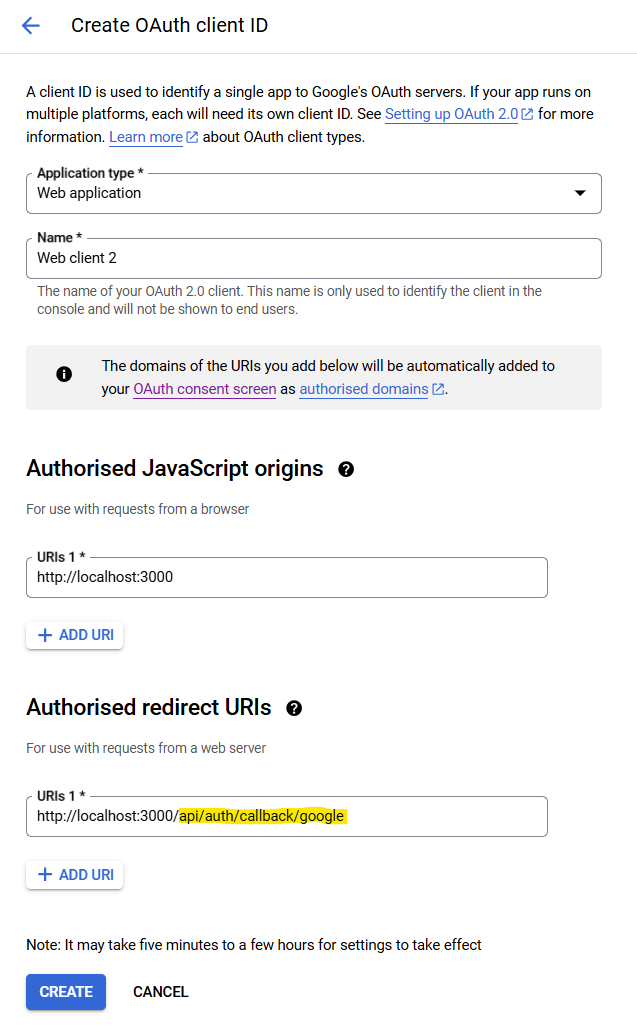 Create OAuth client ID
A client ID is used to identify a single app to Google's OAuth servers. If your app runs on
multiple platforms, each will need its own client ID. See Setting up OAuth 2.0 for more
information. Learn more about OAuth client types.
Application type *
Web application
Name *
Web client 2
The name of your OAuth 2.0 client. This name is only used to identify the client in the
console and will not be shown to end users.
The domains of the URIs you add below will be automatically added to
your OAuth consent screen as authorised domains.
Authorised JavaScript origins
For use with requests from a browser
URIs 1 *
http://localhost:3000
ADD URI
Authorised redirect URIs
For use with requests from a web server
URIs 1 *
http://localhost:3000/api/auth/callback/google
ADD URI
Note: It may take five minutes to a few hours for settings to take effect
CREATE CANCEL